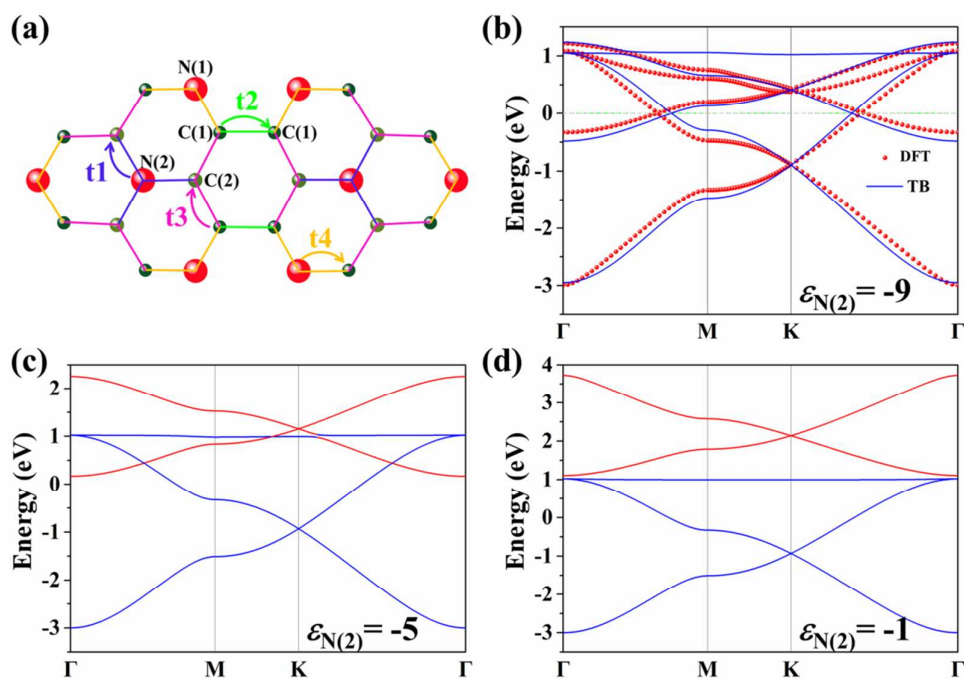 (a)
N(1)
t2
C(1) C(1)
t1 N(2)
C(2)
t3
t4
(b)
Energy (eV)
1
0
-1
-2
-3
DFT
TB
εN(2)= -9
Γ M K Γ
(c)
Energy (eV)
2
1
0
-1
-2
-3
εN(2)= -5
Γ M K Γ
(d)
Energy (eV)
4
3
2
1
0
-1
-2
-3
εN(2)= -1
Γ M K Γ